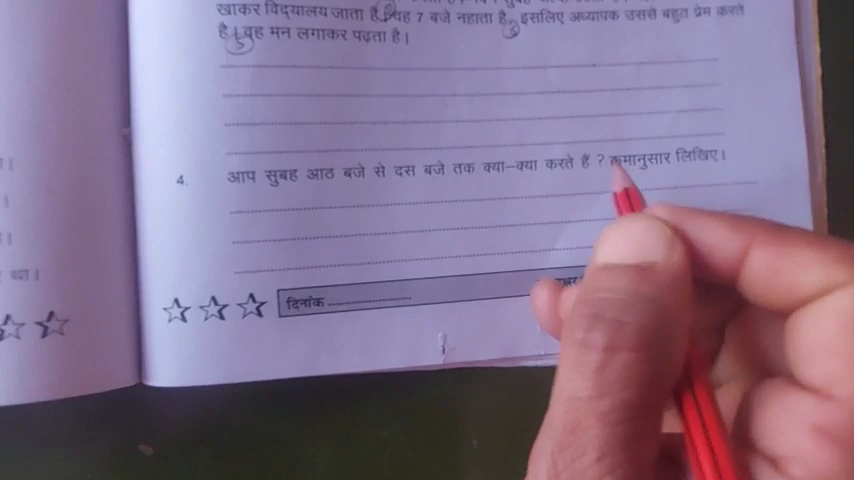 खाकर विद्यालय जाता है। वह 7 बजे नहाता है, इसलिए अध्यापक उससे बहुत प्रेम करते
है। वह मन लगाकर पढ़ता है।
4. आप सुबह आठ बजे से दस बजे तक क्या–क्या करते हैं ? क्रमानुसार लिखिए।
था।
दिनांक